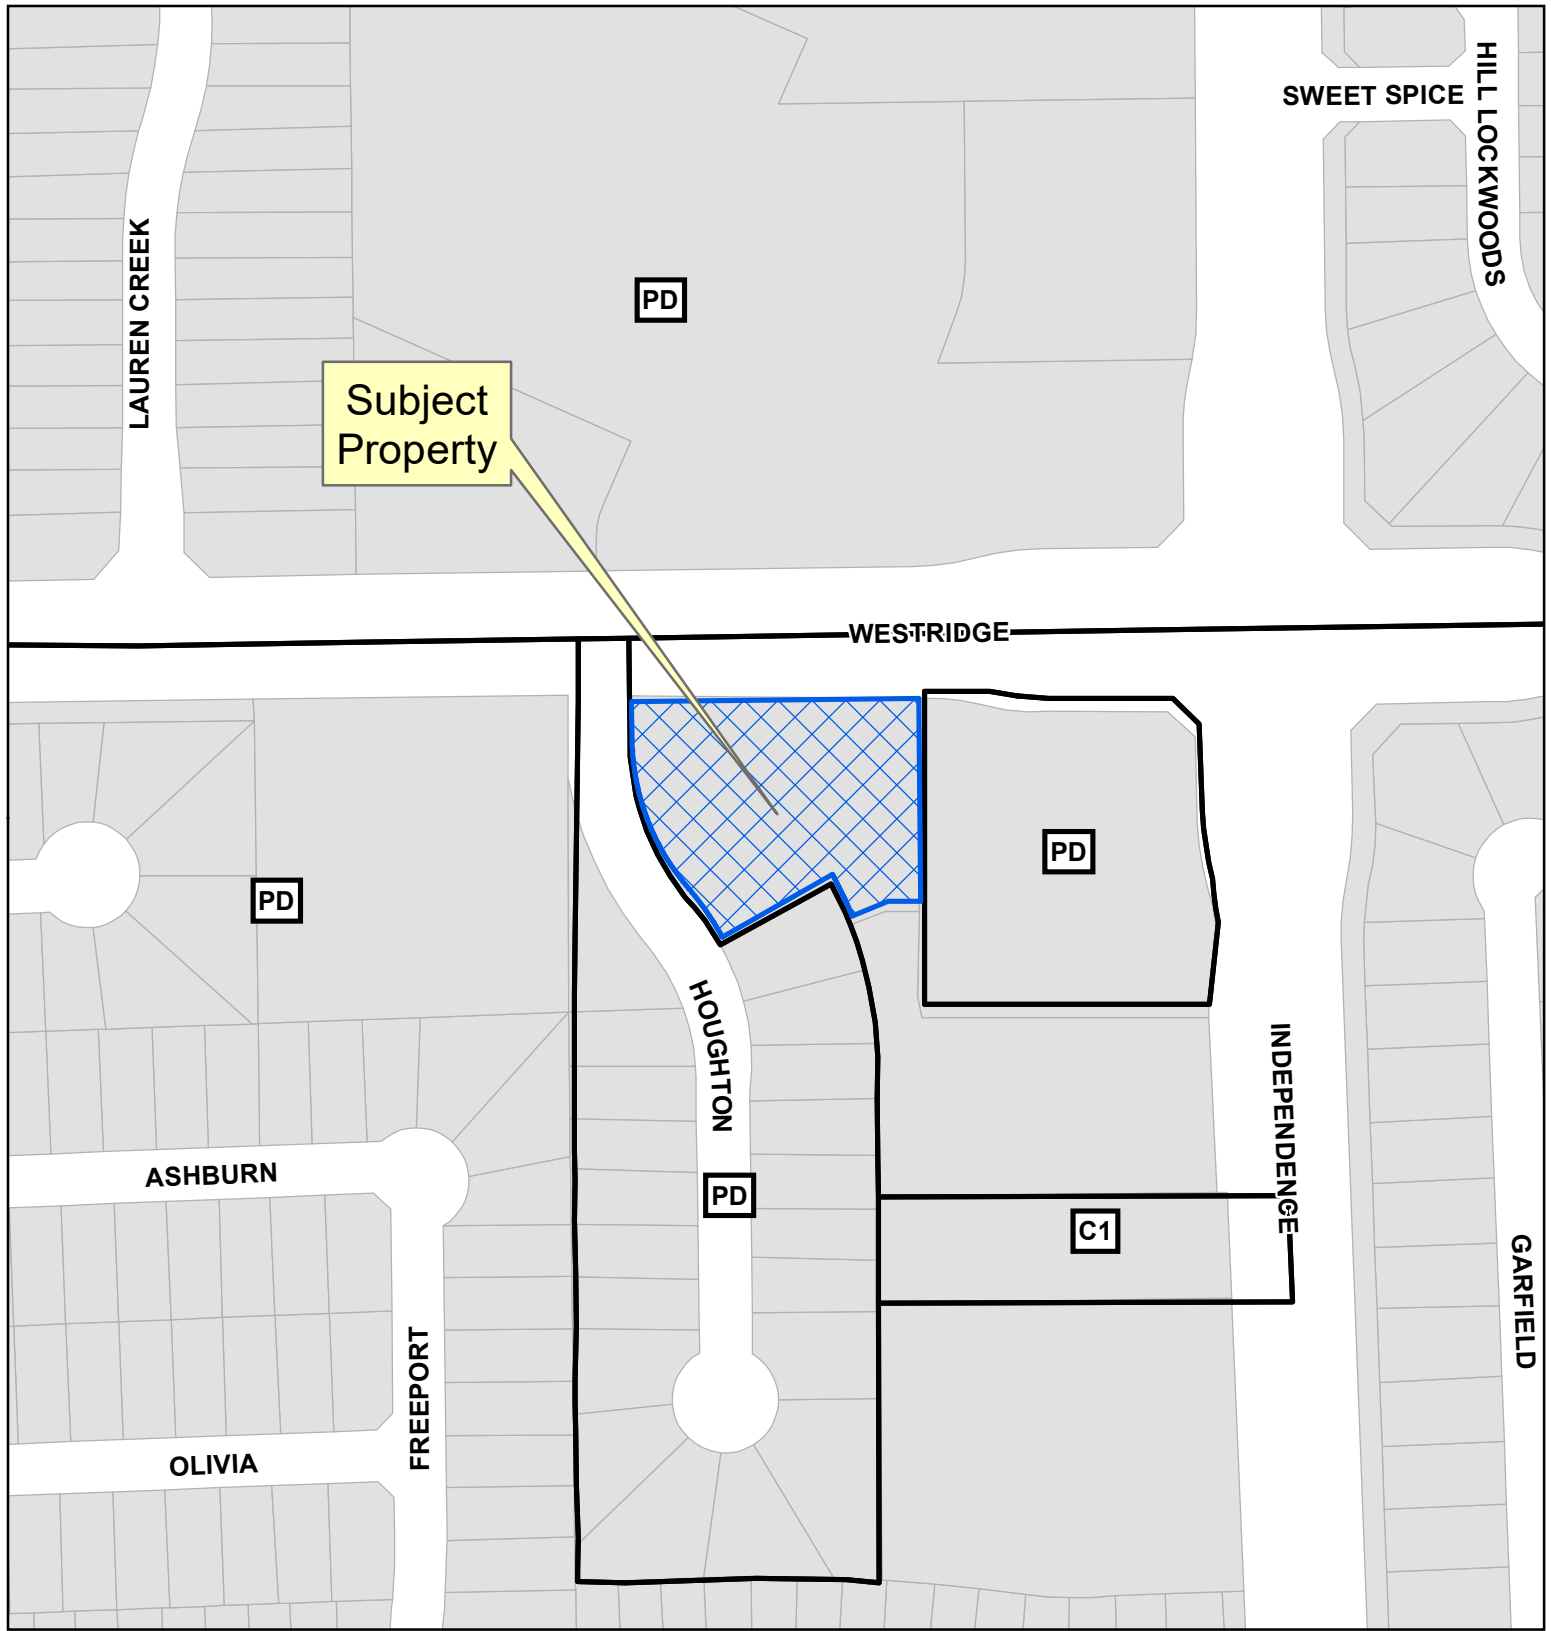 SWEET SPICE
HILL LOCKWOODS
LAUREN CREEK
PD
Subject
Property
WESTRIDGE
PD
PD
HOUGHTON
INDEPENDENCE
ASHBURN
PD
C1
GARFIELD
FREEPORT
OLIVIA